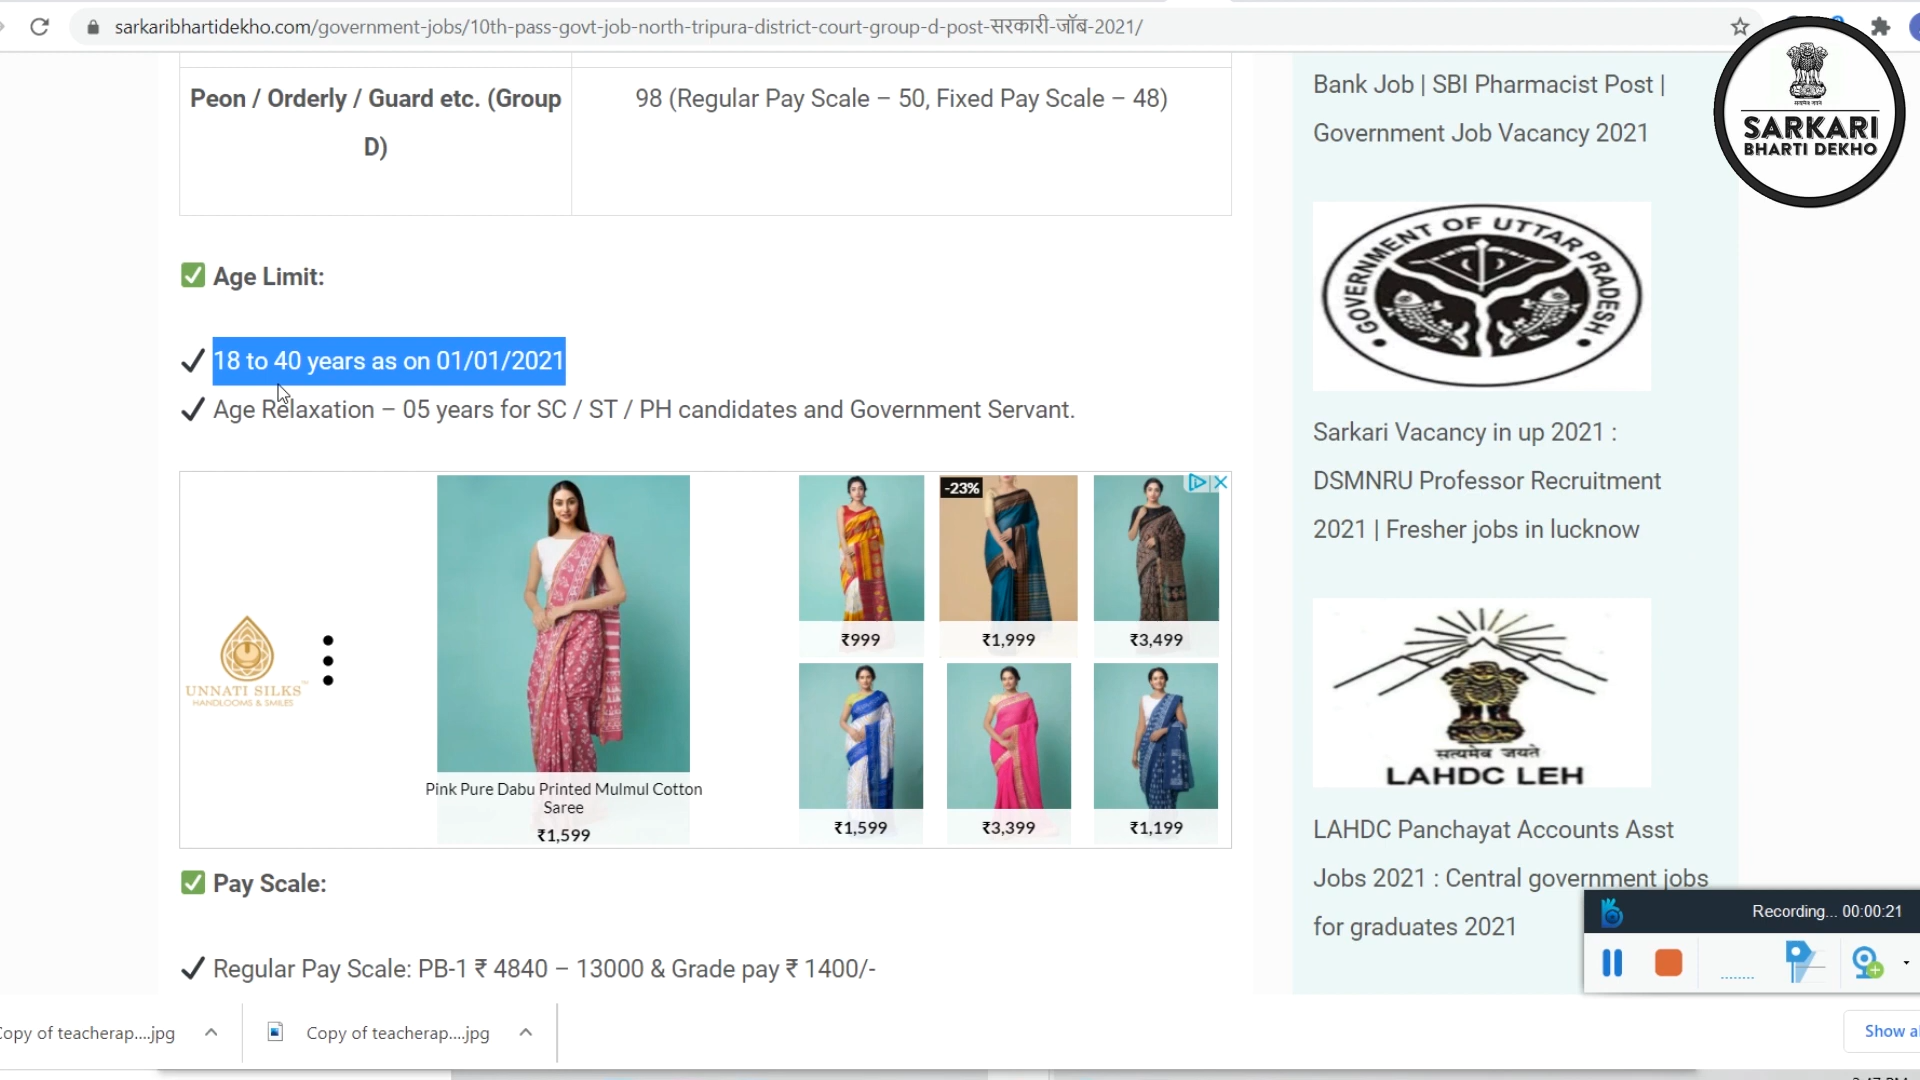 sarkaribhartidekho.com/government-jobs/10th-pass-govt-job-north-tripura-district-court-group-d-post-सरकारी-जॉब-2021/
Peon / Orderly / Guard etc. (Group
D)
98 (Regular Pay Scale – 50, Fixed Pay Scale – 48)
✅ Age Limit:
✔ 18 to 40 years as on 01/01/2021
✔ Age Relaxation – 05 years for SC / ST / PH candidates and Government Servant.
UNNATI SILKS
HANDLOOMS & SMILES
Pink Pure Dabu Printed Mulmul Cotton
Saree
₹1,599
-23%
₹999
₹1,999
₹3,499
₹1,599
₹3,399
₹1,199
✅ Pay Scale:
✔ Regular Pay Scale: PB-1 ₹ 4840 – 13000 & Grade pay ₹ 1400/-
Bank Job | SBI Pharmacist Post |
Government Job Vacancy 2021
सत्यमेव जयते
SARKARI
BHARTI DEKHO
GOVERNMENT OF UTTAR PRADESH
Sarkari Vacancy in up 2021 :
DSMNRU Professor Recruitment
2021 | Fresher jobs in lucknow
सत्यमेव जयते
LAHDC LEH
LAHDC Panchayat Accounts Asst
Jobs 2021 : Central government jobs
for graduates 2021
Recording... 00:00:21
Copy of teacherap....jpg
Copy of teacherap....jpg
Show al